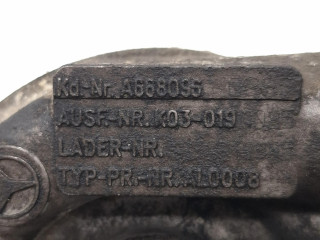 Kd-Nr. A668096
AUSF.-NR. K03-019
LADER-NR.
TYP-PR.-NR. AL0008